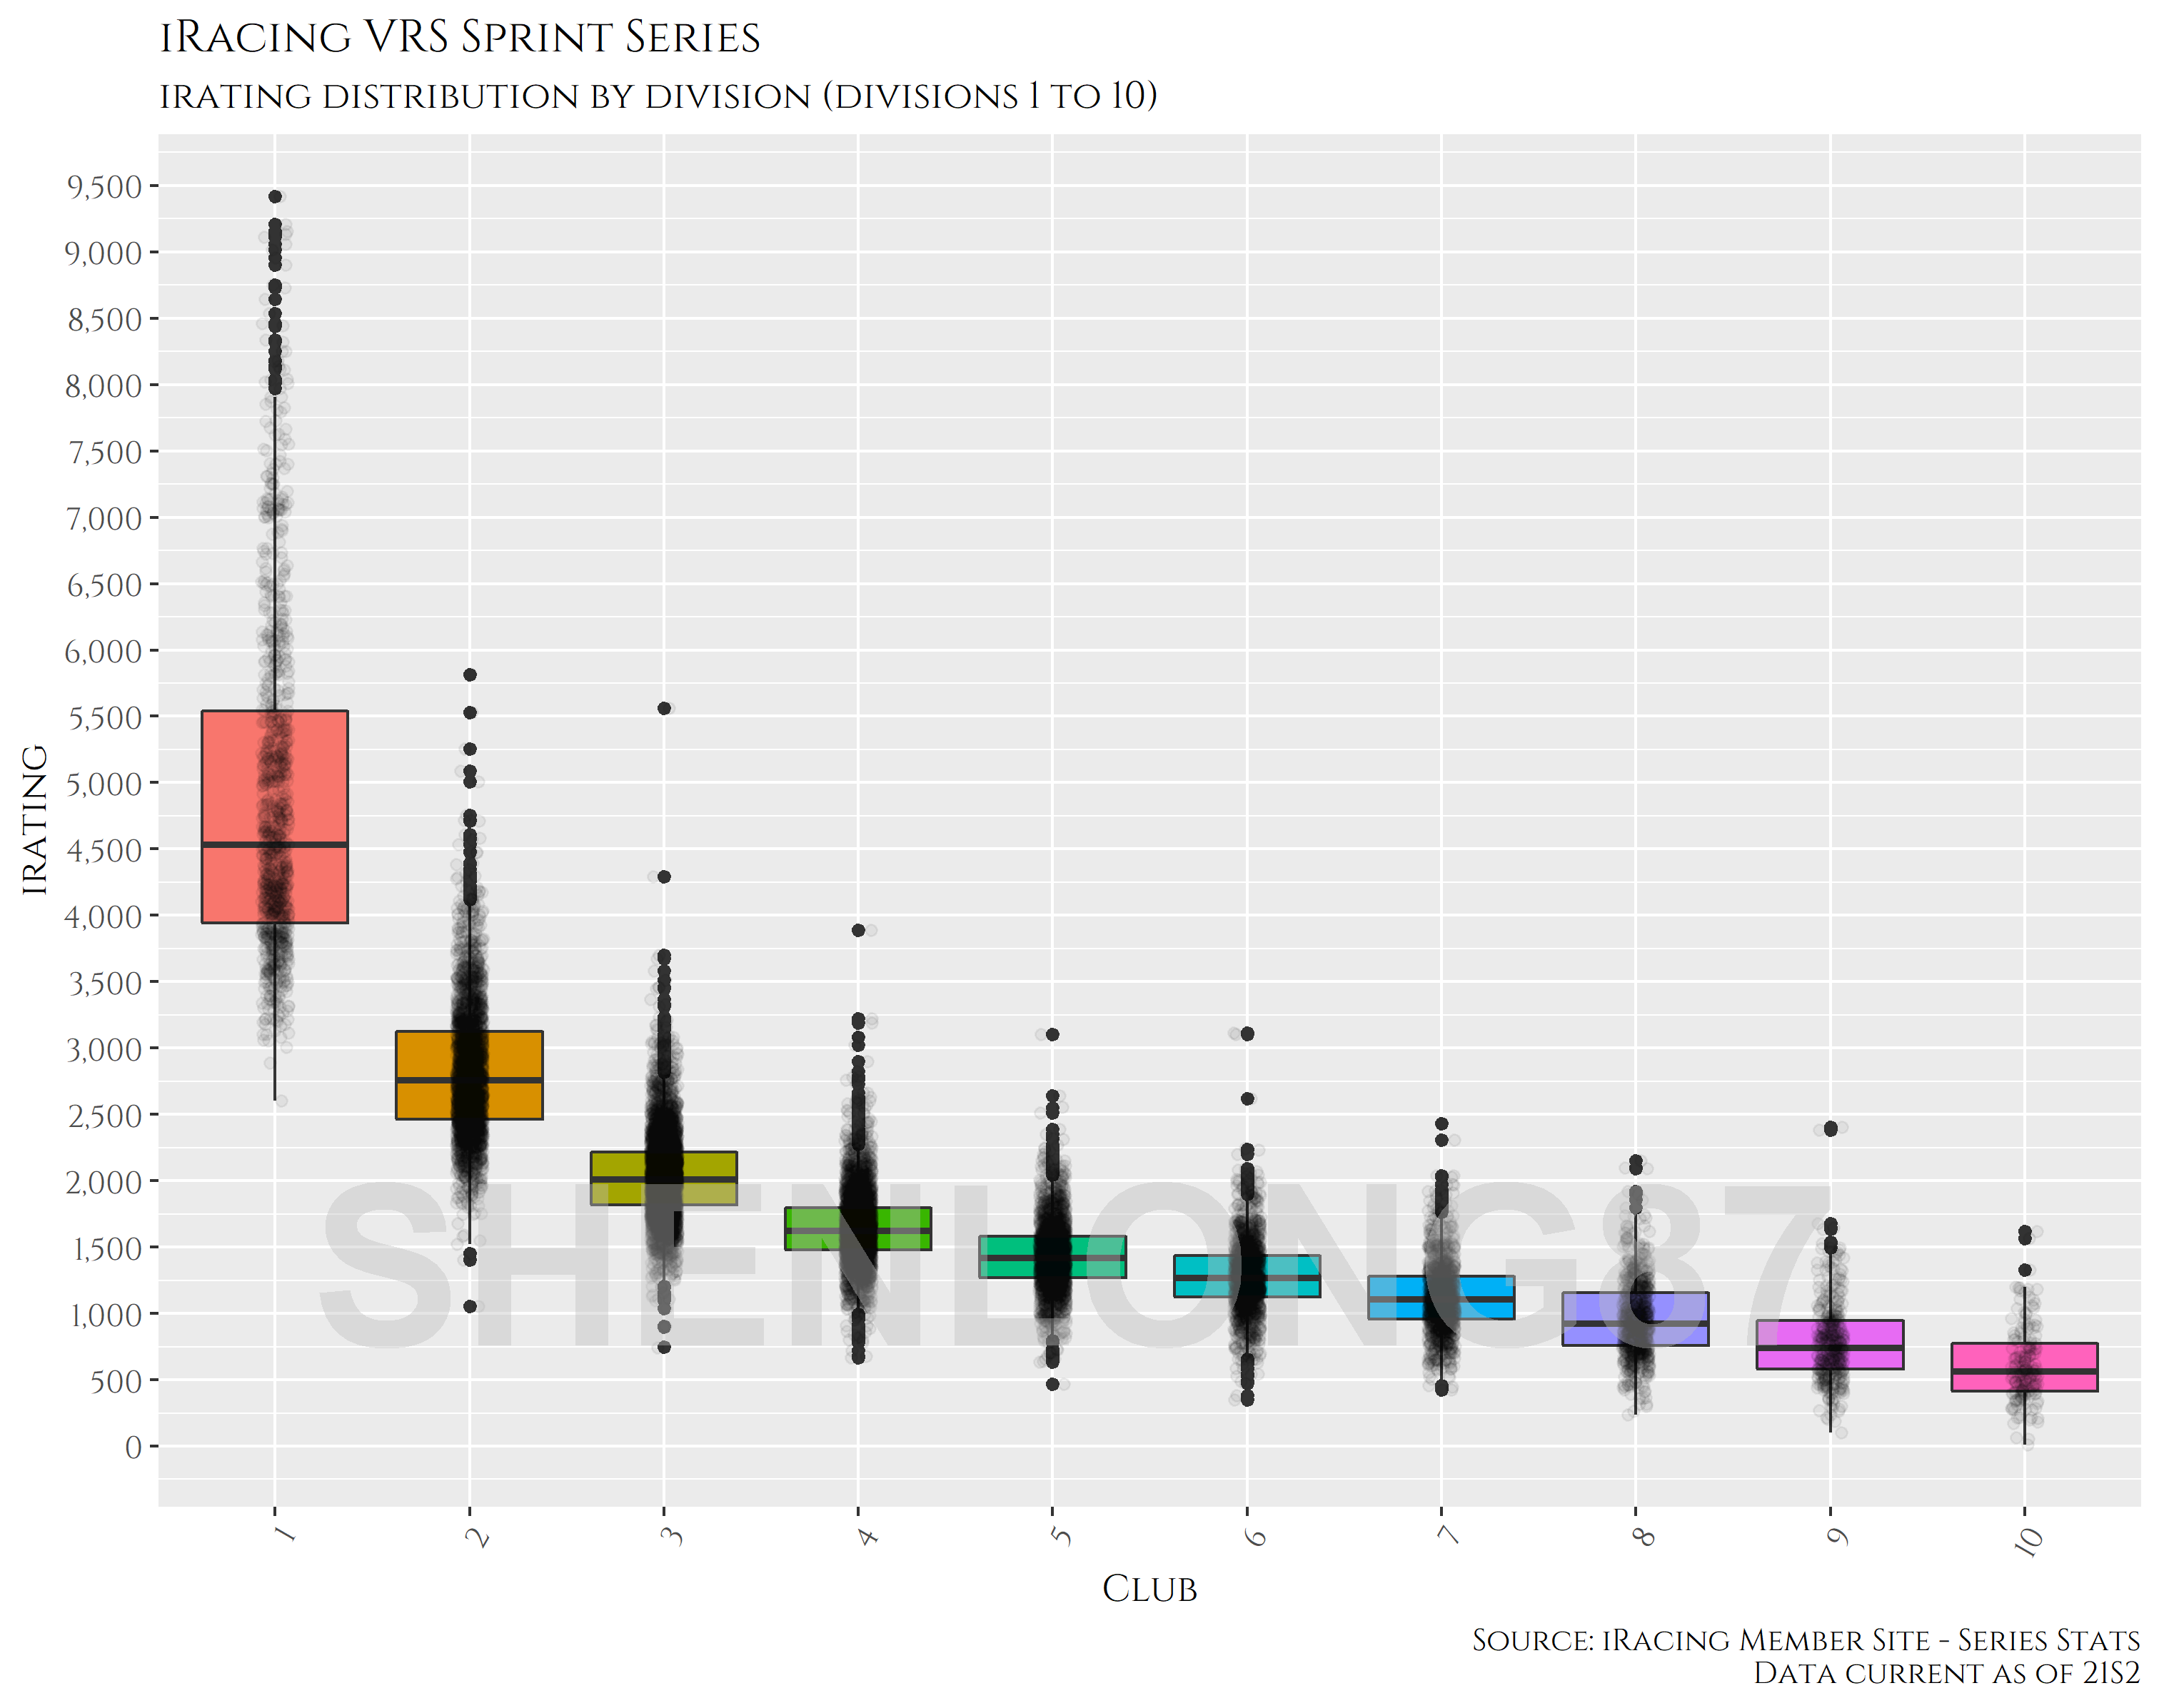 iRacing VRS Sprint Series
irating distribution by division (divisions 1 to 10)
9,500
9,000
8,500
8,000
7,500
7,000
6,500
6,000
5,500
5,000
4,500
4,000
3,500
3,000
2,500
2,000
1,500
1,000
500
0
irating
SHENLONG87
1 2 3 4 5 6 7 8 9 10
Club
Source: iRacing Member Site - Series Stats
Data current as of 21S2